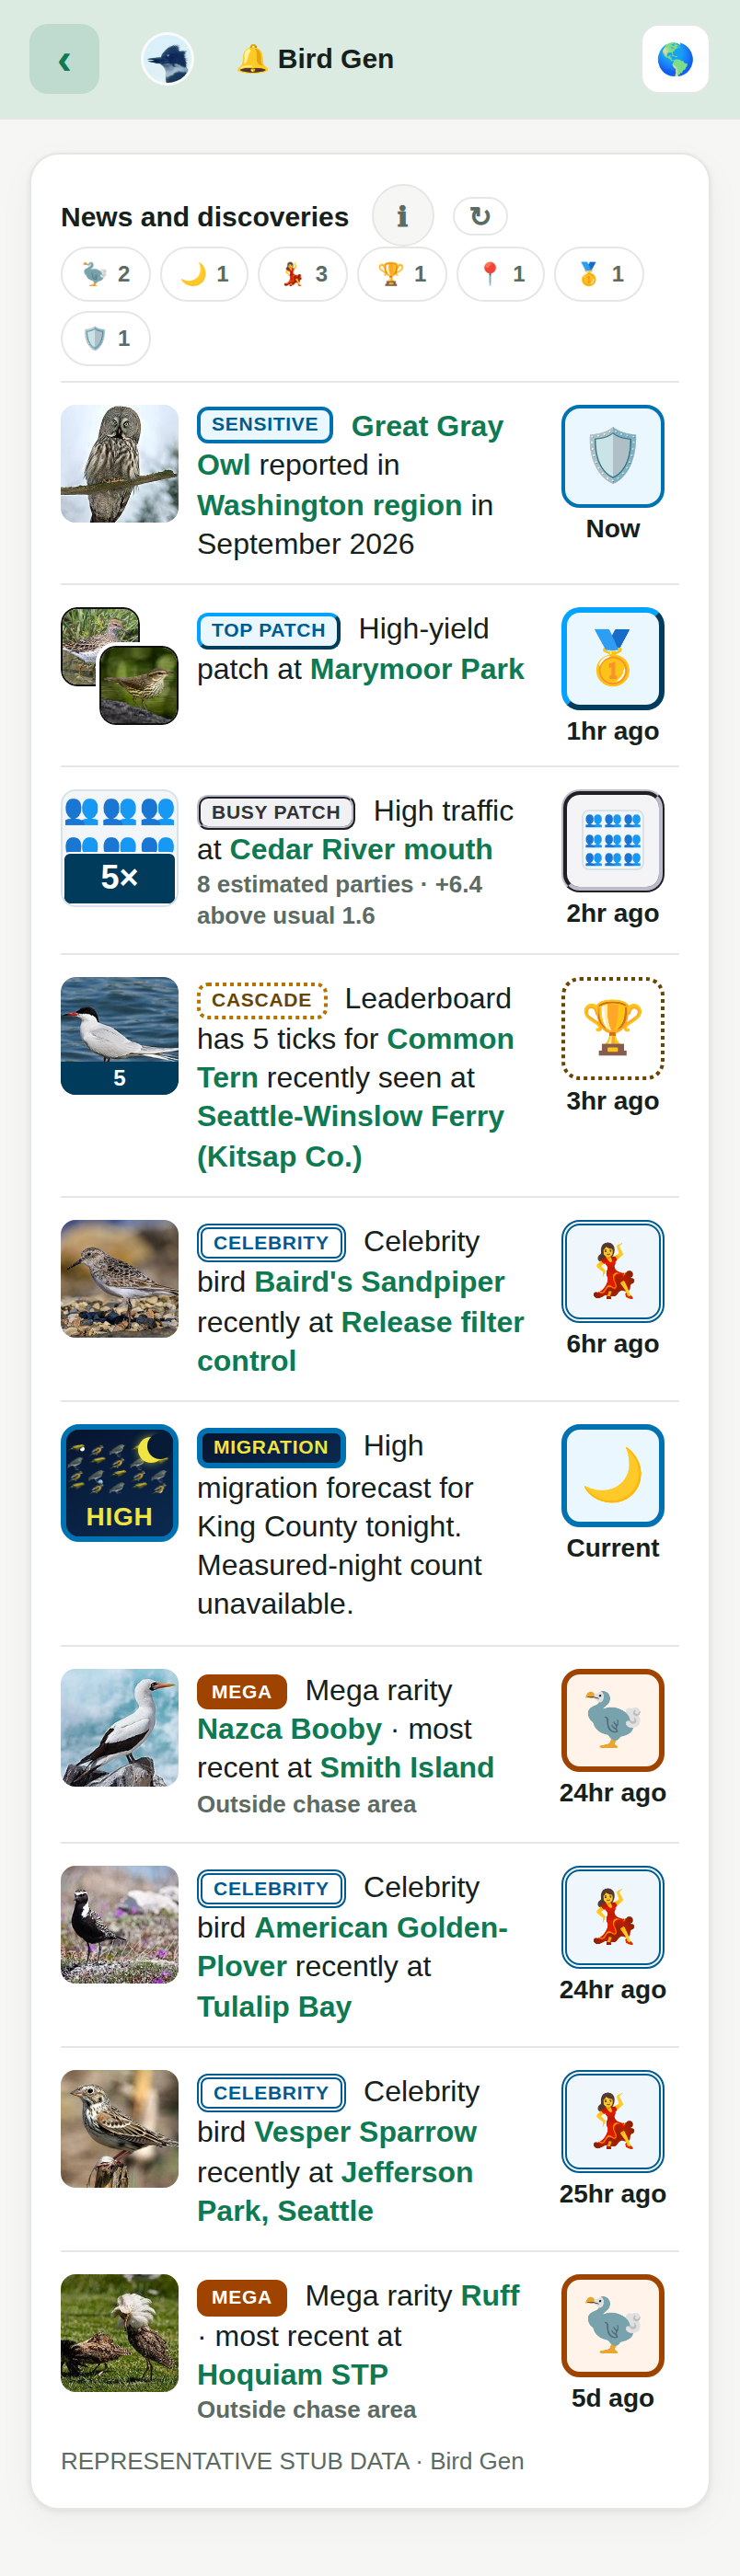 ‹ 🔔 Bird Gen
News and discoveries ℹ ↻
🦤 2 🌙 1 💃 3 🏆 1 📍 1 🥇 1
🛡️ 1
SENSITIVE Great Gray
Owl reported in
Washington region in
September 2026
Now
TOP PATCH High-yield
patch at Marymoor Park
1hr ago
5×
BUSY PATCH High traffic
at Cedar River mouth
8 estimated parties · +6.4
above usual 1.6
2hr ago
5
CASCADE Leaderboard
has 5 ticks for Common
Tern recently seen at
Seattle-Winslow Ferry
(Kitsap Co.)
3hr ago
CELEBRITY Celebrity
bird Baird's Sandpiper
recently at Release filter
control
6hr ago
HIGH
MIGRATION High
migration forecast for
King County tonight.
Measured-night count
unavailable.
Current
MEGA Mega rarity
Nazca Booby · most
recent at Smith Island
Outside chase area
24hr ago
CELEBRITY Celebrity
bird American Golden-
Plover recently at
Tulalip Bay
24hr ago
CELEBRITY Celebrity
bird Vesper Sparrow
recently at Jefferson
Park, Seattle
25hr ago
MEGA Mega rarity Ruff
· most recent at
Hoquiam STP
Outside chase area
5d ago
REPRESENTATIVE STUB DATA · Bird Gen